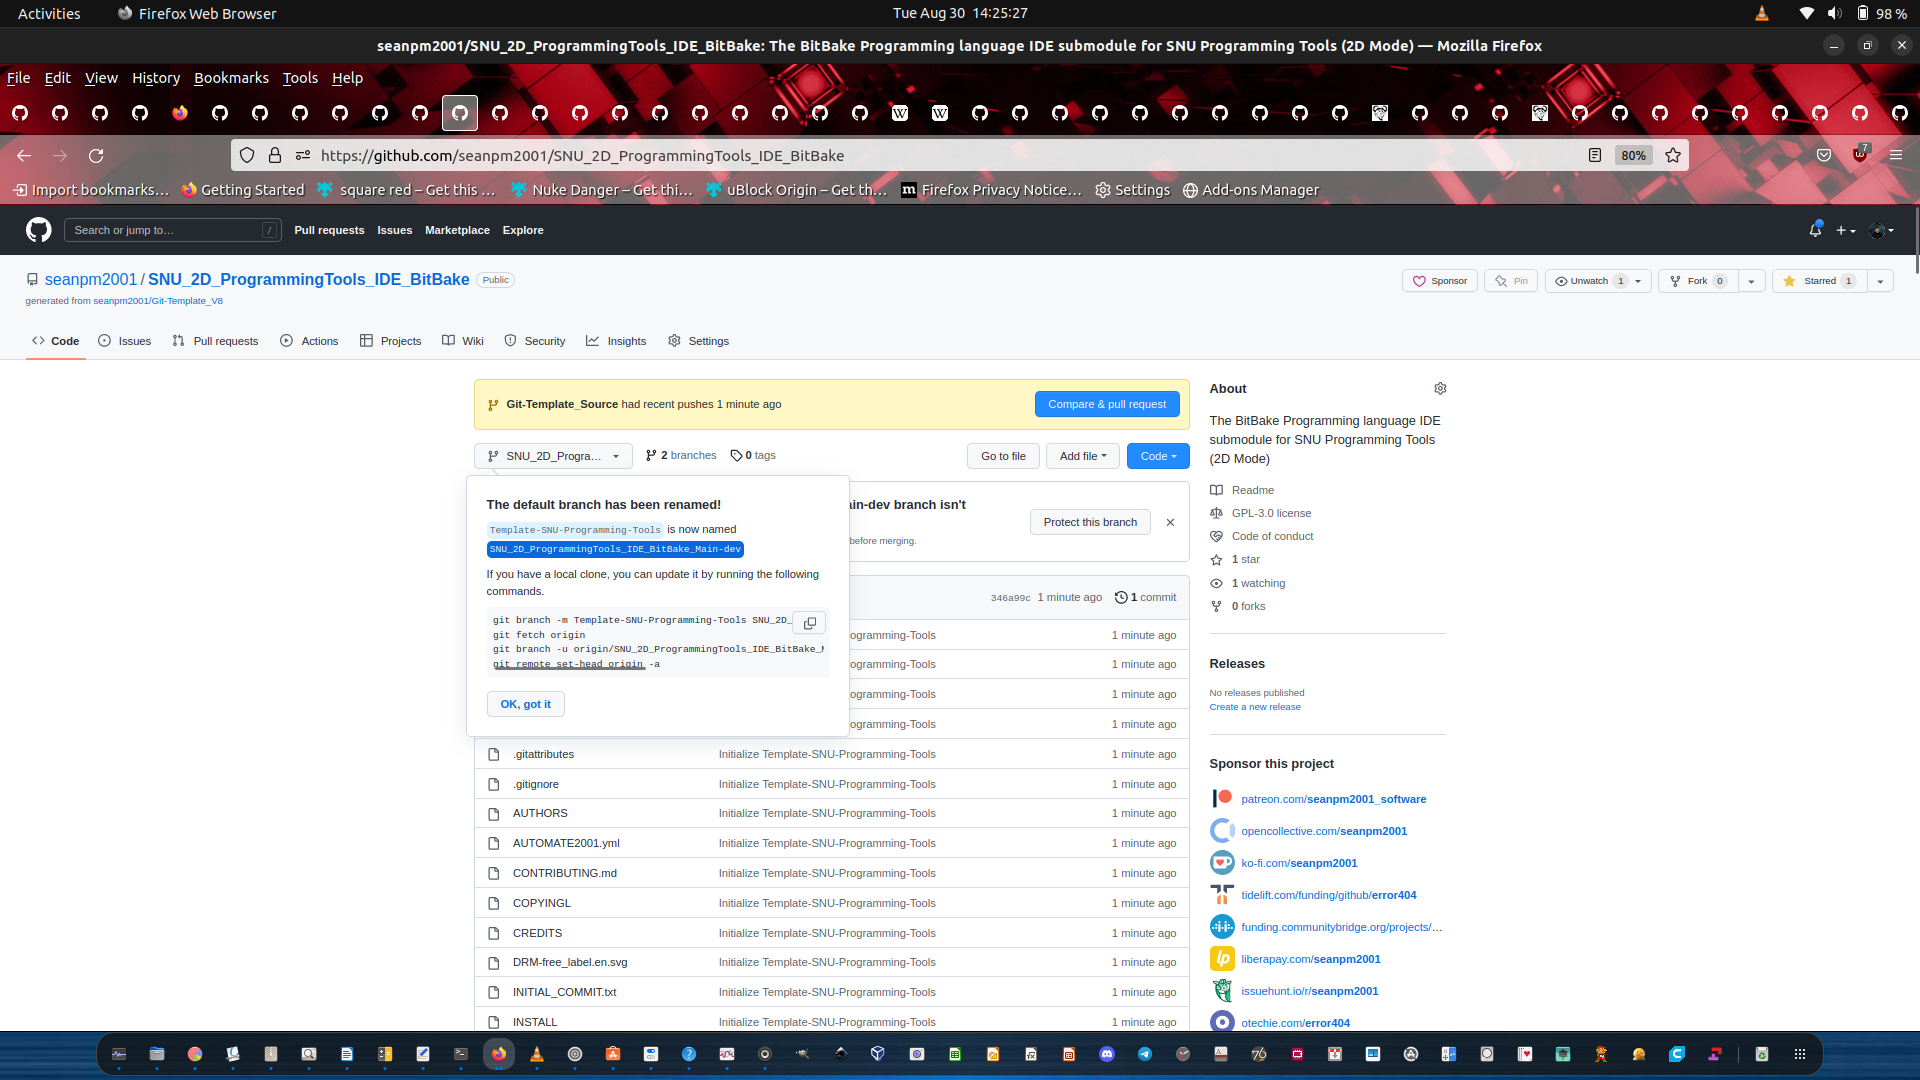 Activities
Firefox Web Browser
Tue Aug 30 14:25:27
98 %
seanpm2001/SNU_2D_ProgrammingTools_IDE_BitBake: The BitBake Programming language IDE submodule for SNU Programming Tools (2D Mode) — Mozilla Firefox
File Edit View History Bookmarks Tools Help
https://github.com/seanpm2001/SNU_2D_ProgrammingTools_IDE_BitBake
80%
7
Import bookmarks…
Getting Started
square red – Get this …
Nuke Danger – Get thi…
uBlock Origin – Get th…
Firefox Privacy Notice…
Settings
Add-ons Manager
Search or jump to…
/
Pull requests
Issues
Marketplace
Explore
seanpm2001 / SNU_2D_ProgrammingTools_IDE_BitBake
Public
generated from seanpm2001/Git-Template_V8
Sponsor
Pin
Unwatch 1
Fork 0
Starred 1
Code
Issues
Pull requests
Actions
Projects
Wiki
Security
Insights
Settings
Git-Template_Source had recent pushes 1 minute ago
Compare & pull request
SNU_2D_Progra…
2 branches
0 tags
Go to file
Add file
Code
The default branch has been renamed!
Template-SNU-Programming-Tools is now named
SNU_2D_ProgrammingTools_IDE_BitBake_Main-dev
If you have a local clone, you can update it by running the following
commands.
git branch -m Template-SNU-Programming-Tools SNU_2D_
git fetch origin
git branch -u origin/SNU_2D_ProgrammingTools_IDE_BitBake_M
git remote set-head origin -a
OK, got it
ain-dev branch isn't
before merging.
Protect this branch
346a99c 1 minute ago
1 commit
ogramming-Tools 1 minute ago
ogramming-Tools 1 minute ago
ogramming-Tools 1 minute ago
ogramming-Tools 1 minute ago
.gitattributes Initialize Template-SNU-Programming-Tools 1 minute ago
.gitignore Initialize Template-SNU-Programming-Tools 1 minute ago
AUTHORS Initialize Template-SNU-Programming-Tools 1 minute ago
AUTOMATE2001.yml Initialize Template-SNU-Programming-Tools 1 minute ago
CONTRIBUTING.md Initialize Template-SNU-Programming-Tools 1 minute ago
COPYINGL Initialize Template-SNU-Programming-Tools 1 minute ago
CREDITS Initialize Template-SNU-Programming-Tools 1 minute ago
DRM-free_label.en.svg Initialize Template-SNU-Programming-Tools 1 minute ago
INITIAL_COMMIT.txt Initialize Template-SNU-Programming-Tools 1 minute ago
INSTALL Initialize Template-SNU-Programming-Tools 1 minute ago
About
The BitBake Programming language IDE
submodule for SNU Programming Tools
(2D Mode)
Readme
GPL-3.0 license
Code of conduct
1 star
1 watching
0 forks
Releases
No releases published
Create a new release
Sponsor this project
patreon.com/seanpm2001_software
opencollective.com/seanpm2001
ko-fi.com/seanpm2001
tidelift.com/funding/github/error404
funding.communitybridge.org/projects/…
liberapay.com/seanpm2001
issuehunt.io/r/seanpm2001
otechie.com/error404